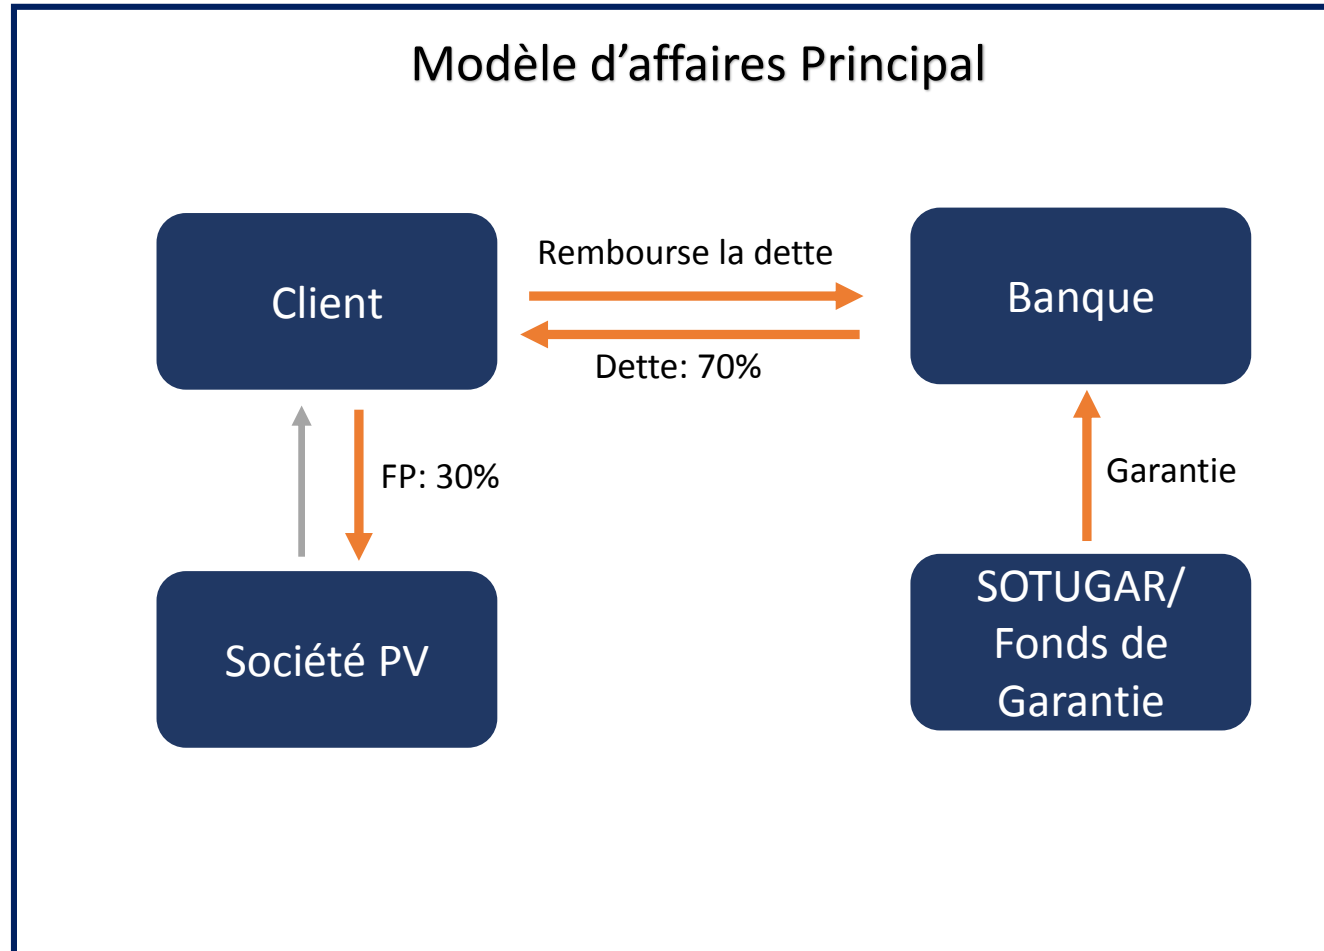 Modèle d’affaires Principal
Client
Rembourse la dette
Banque
Dette: 70%
FP: 30%
Garantie
Société PV
SOTUGAR/
Fonds de
Garantie